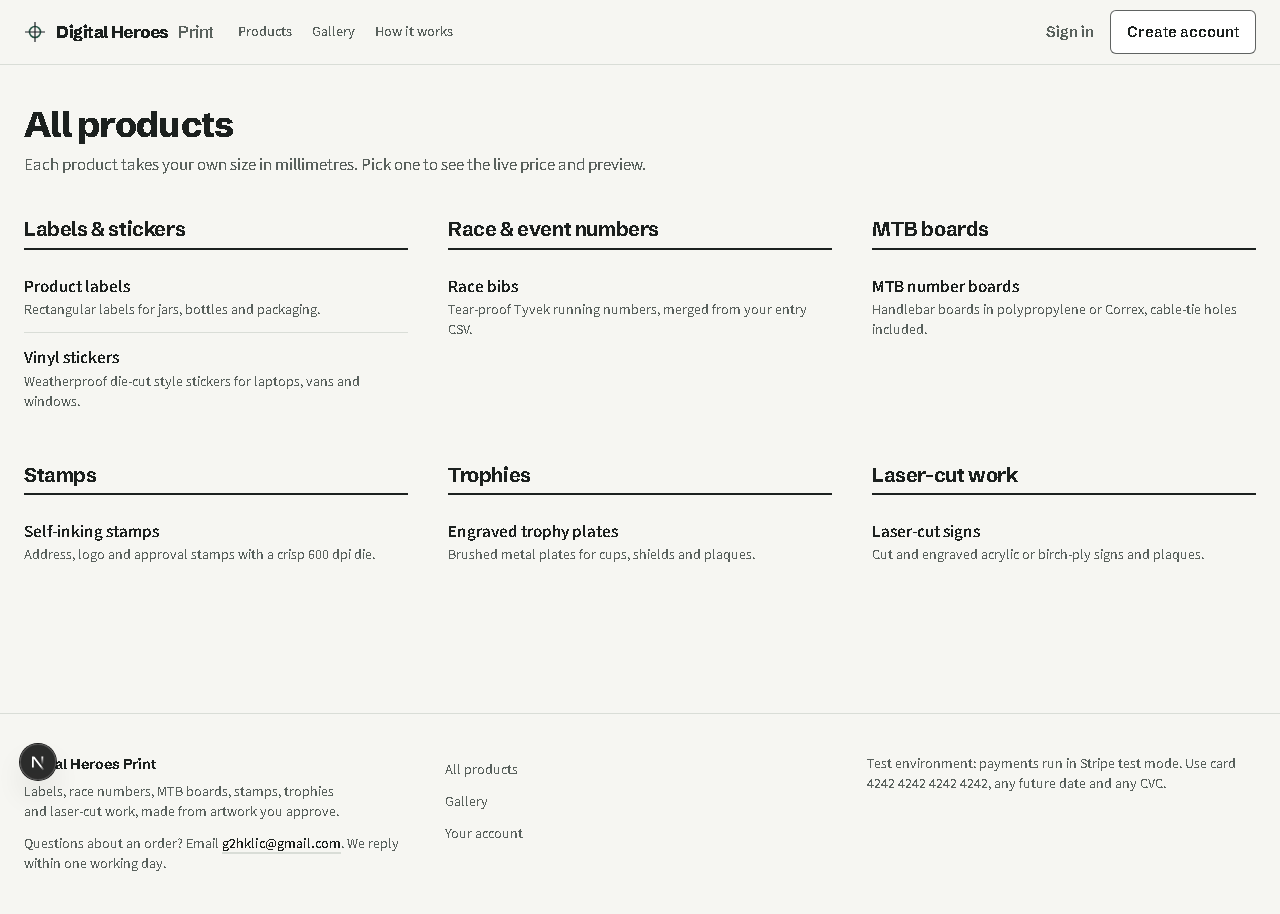 Digital Heroes Print
Products
Gallery
How it works
Sign in
Create account
All products
Each product takes your own size in millimetres. Pick one to see the live price and preview.
Labels & stickers
Product labels
Rectangular labels for jars, bottles and packaging.
Vinyl stickers
Weatherproof die-cut style stickers for laptops, vans and
windows.
Race & event numbers
Race bibs
Tear-proof Tyvek running numbers, merged from your entry
CSV.
MTB boards
MTB number boards
Handlebar boards in polypropylene or Correx, cable-tie holes
included.
Stamps
Self-inking stamps
Address, logo and approval stamps with a crisp 600 dpi die.
Trophies
Engraved trophy plates
Brushed metal plates for cups, shields and plaques.
Laser-cut work
Laser-cut signs
Cut and engraved acrylic or birch-ply signs and plaques.
N
al Heroes Print
Labels, race numbers, MTB boards, stamps, trophies
and laser-cut work, made from artwork you approve.
Questions about an order? Email g2hklic@gmail.com. We reply
within one working day.
All products
Gallery
Your account
Test environment: payments run in Stripe test mode. Use card
4242 4242 4242 4242, any future date and any CVC.